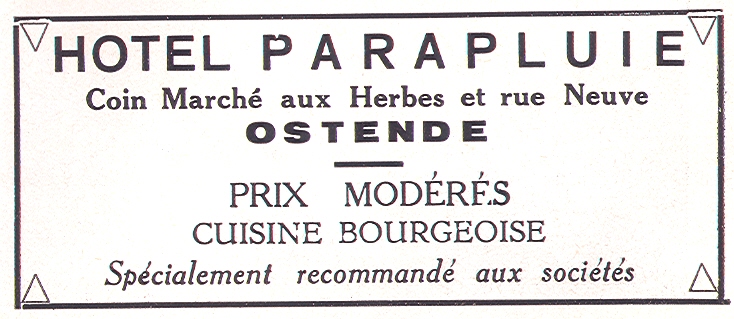 HOTEL PARAPLUIE
Coin Marché aux Herbes et rue Neuve
OSTENDE
PRIX MODÉRÉS
CUISINE BOURGEOISE
Spécialement recommandé aux sociétés